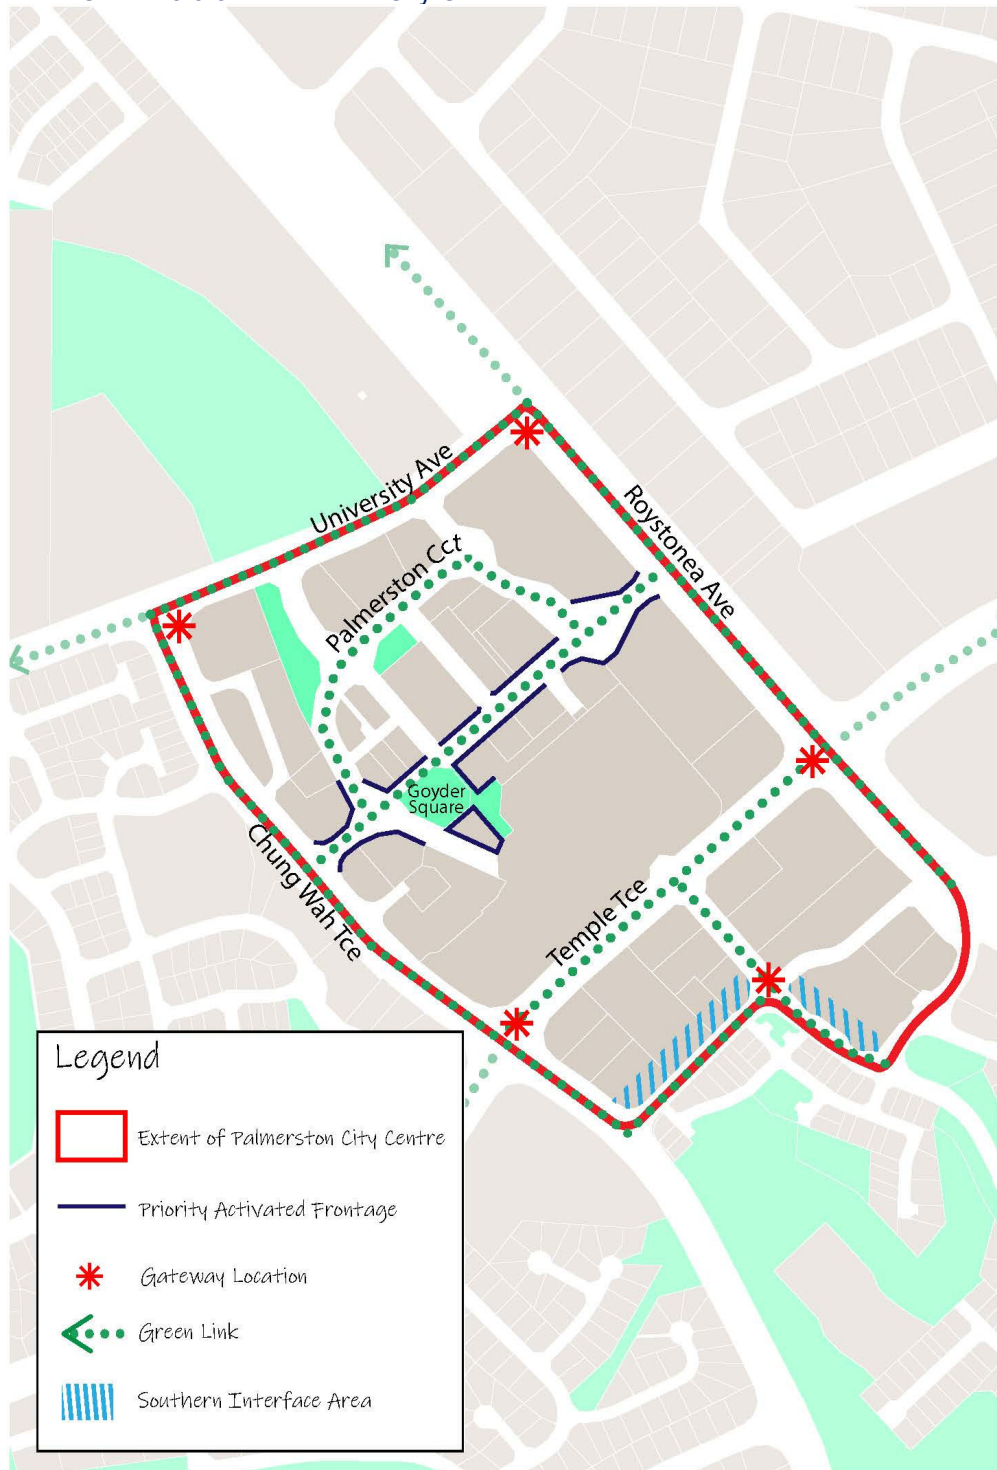 University Ave
Roystonea Ave
Palmerston Cct
Goyder
Square
Chung Wah Tce
Temple Tce
Legend
Extent of Palmerston City Centre
Priority Activated Frontage
Gateway Location
Green Link
Southern Interface Area